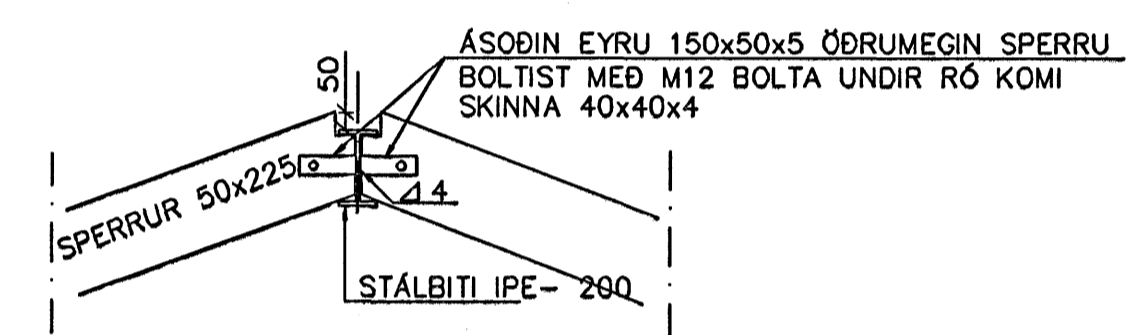 ÁSOÐIN EYRU 150x50x5 ÖÐRUMEGIN SPERRU
BOLTIST MEÐ M12 BOLTA UNDIR RÓ KOMI
SKINNA 40x40x4
50
SPERRUR 50x225
4
STÁLBITI IPE- 200